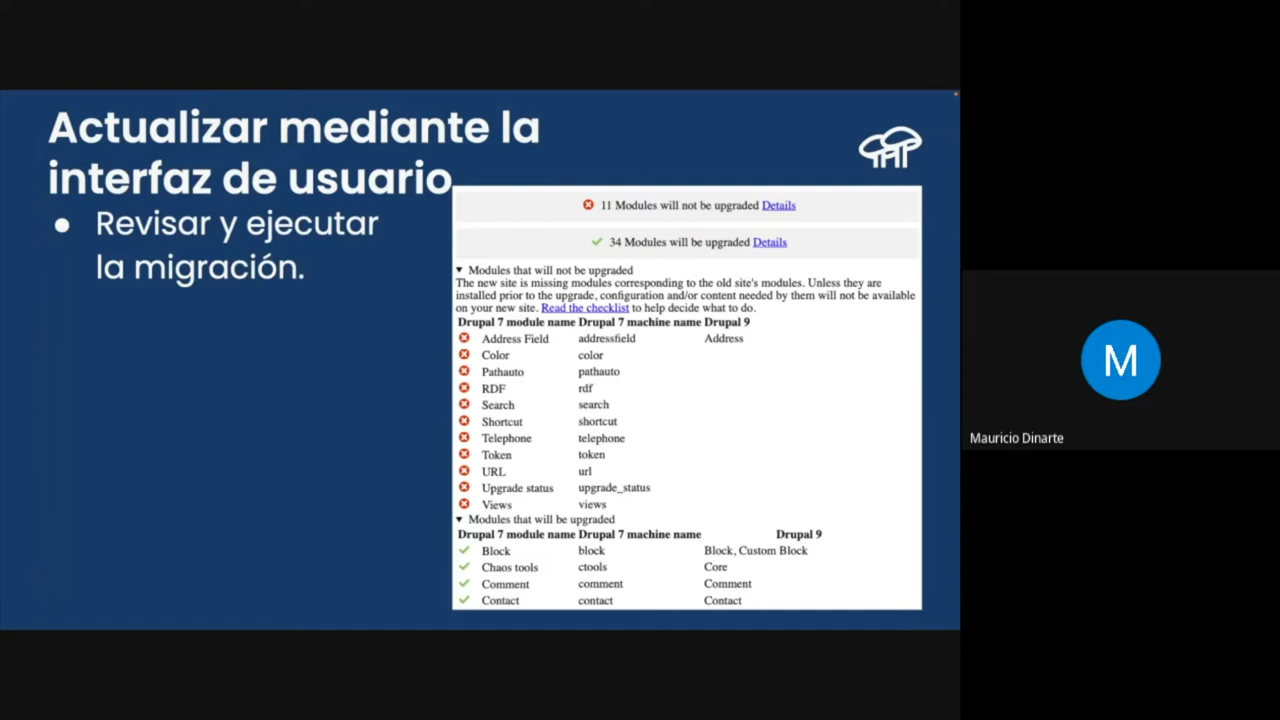 Actualizar mediante la
interfaz de usuario
● Revisar y ejecutar
la migración.
11 Modules will not be upgraded Details
34 Modules will be upgraded Details
▼ Modules that will not be upgraded
The new site is missing modules corresponding to the old site's modules. Unless they are
installed prior to the upgrade, configuration and/or content needed by them will not be available
on your new site. Read the checklist to help decide what to do.
Drupal 7 module name Drupal 7 machine name Drupal 9
Address Field addressfield Address
Color color
Pathauto pathauto
RDF rdf
Search search
Shortcut shortcut
Telephone telephone
Token token
URL url
Upgrade status upgrade_status
Views views
▼ Modules that will be upgraded
Drupal 7 module name Drupal 7 machine name Drupal 9
Block block Block, Custom Block
Chaos tools ctools Core
Comment comment Comment
Contact contact Contact
M
Mauricio Dinarte